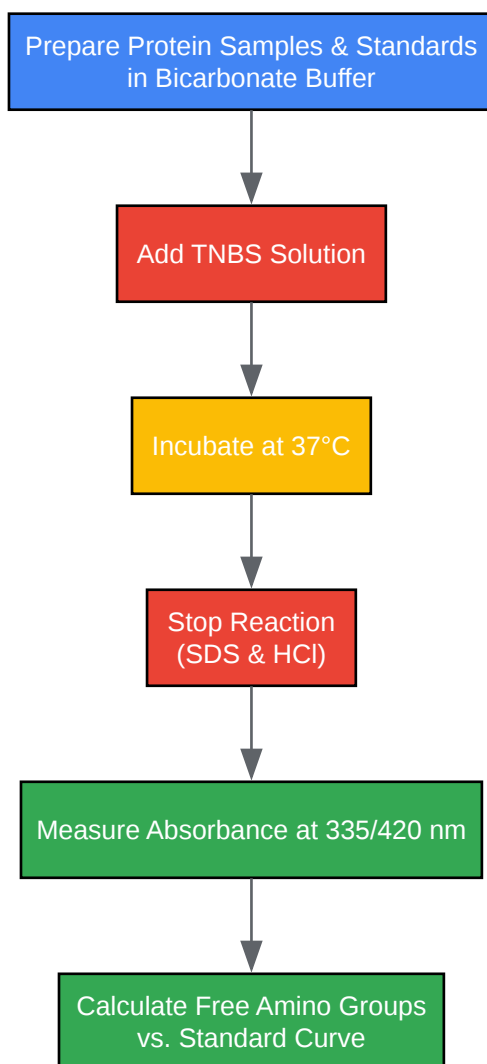 Prepare Protein Samples & Standards
in Bicarbonate Buffer
Add TNBS Solution
Incubate at 37°C
Stop Reaction
(SDS & HCl)
Measure Absorbance at 335/420 nm
Calculate Free Amino Groups
vs. Standard Curve